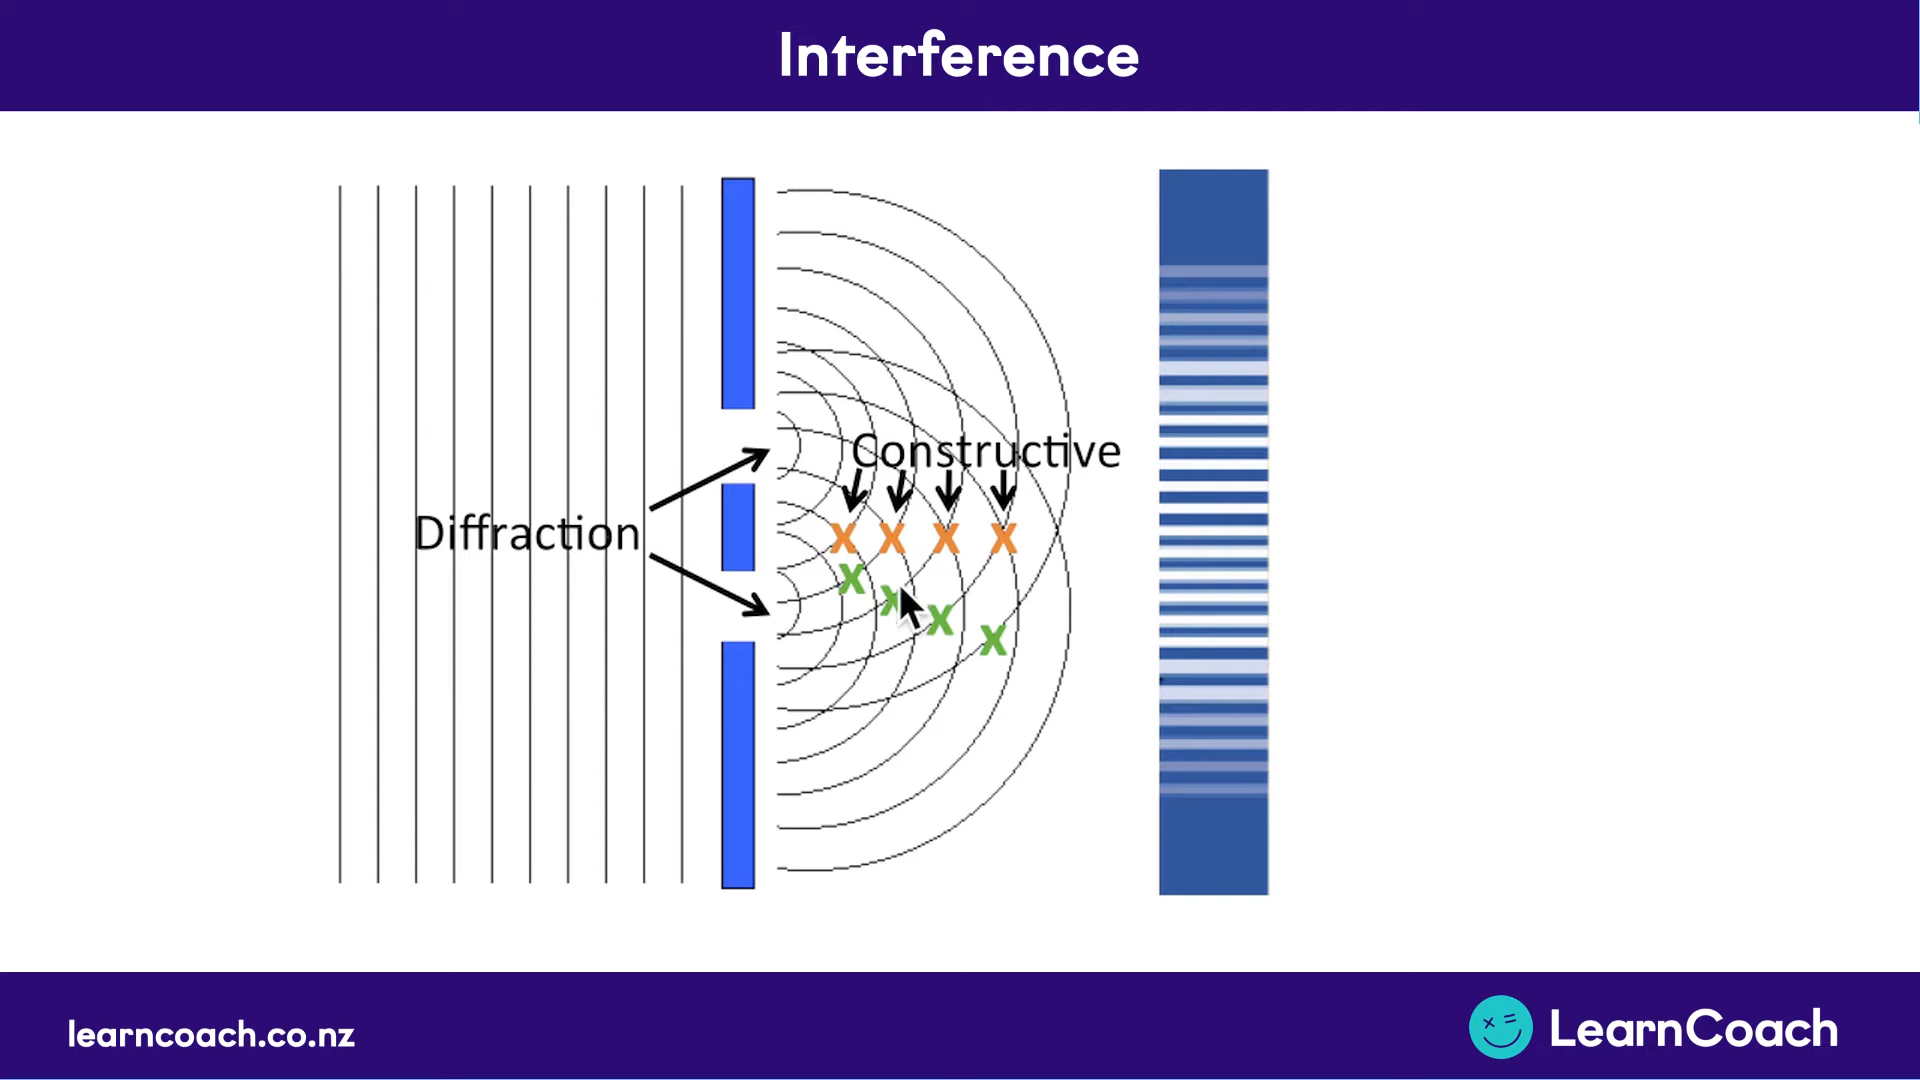 Interference
Constructive
Diffraction
X X X X
X
X
X
X
learncoach.co.nz
LearnCoach